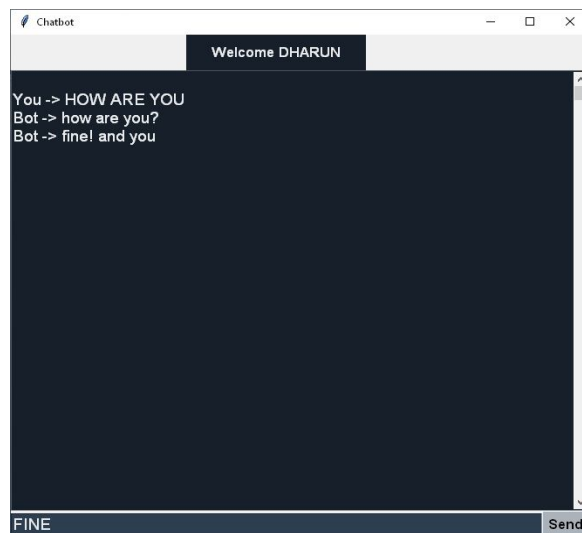 Chatbot
Welcome DHARUN
You -> HOW ARE YOU
Bot -> how are you?
Bot -> fine! and you
FINE
Send